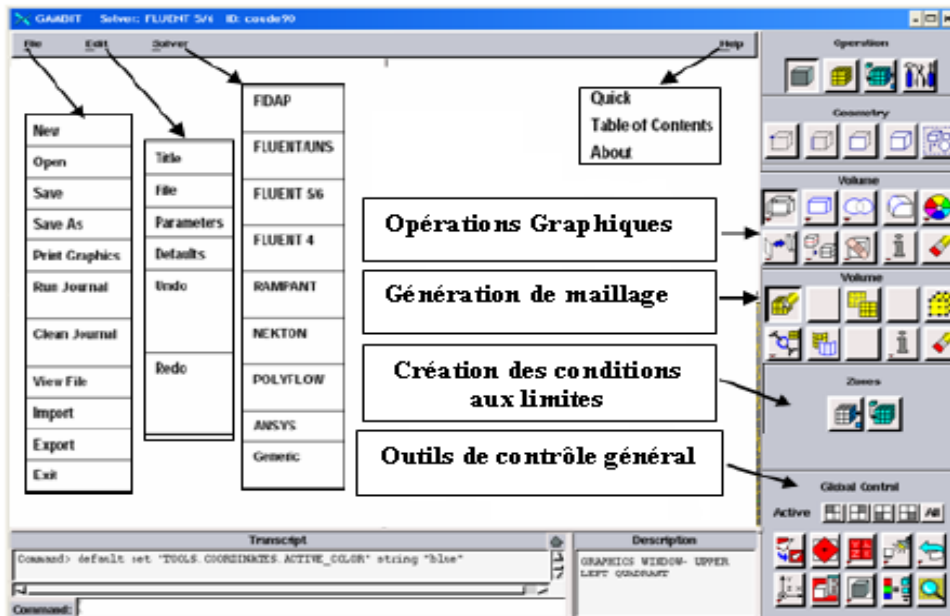 GAMBIT Solver: FLUENT 5/6 ID: coude90
File Edit Solver Help
New
Open
Save
Save As
Print Graphics
Run Journal
Clean Journal
View File
Import
Export
Exit
Title
File
Parameters
Defaults
Undo
Redo
FIDAP
FLUENT/UNS
FLUENT 5/6
FLUENT 4
RAMPANT
NEKTON
POLYFLOW
ANSYS
Generic
Quick
Table of Contents
About
Opérations Graphiques
Génération de maillage
Création des conditions
aux limites
Outils de contrôle général
Operation
Geometry
Volume
Volume
Zones
Global Control
Active All
Transcript
Command> default set "TOOLS.COORDINATES.ACTIVE_COLOR" string "blue"
Command:
Description
GRAPHICS WINDOW- UPPER
LEFT QUADRANT